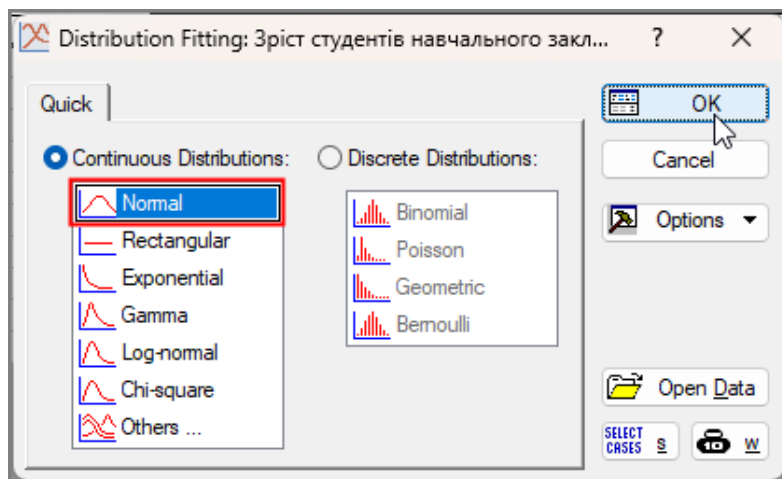 Distribution Fitting: Зріст студентів навчального закл... ?
Quick
OK
Continuous Distributions: Discrete Distributions:
Cancel
Normal
Binomial
Options
Rectangular
Poisson
Exponential
Geometric
Gamma
Bernoulli
Log-normal
Chi-square
Open Data
Others ...
SELECT
CASES S
10 W